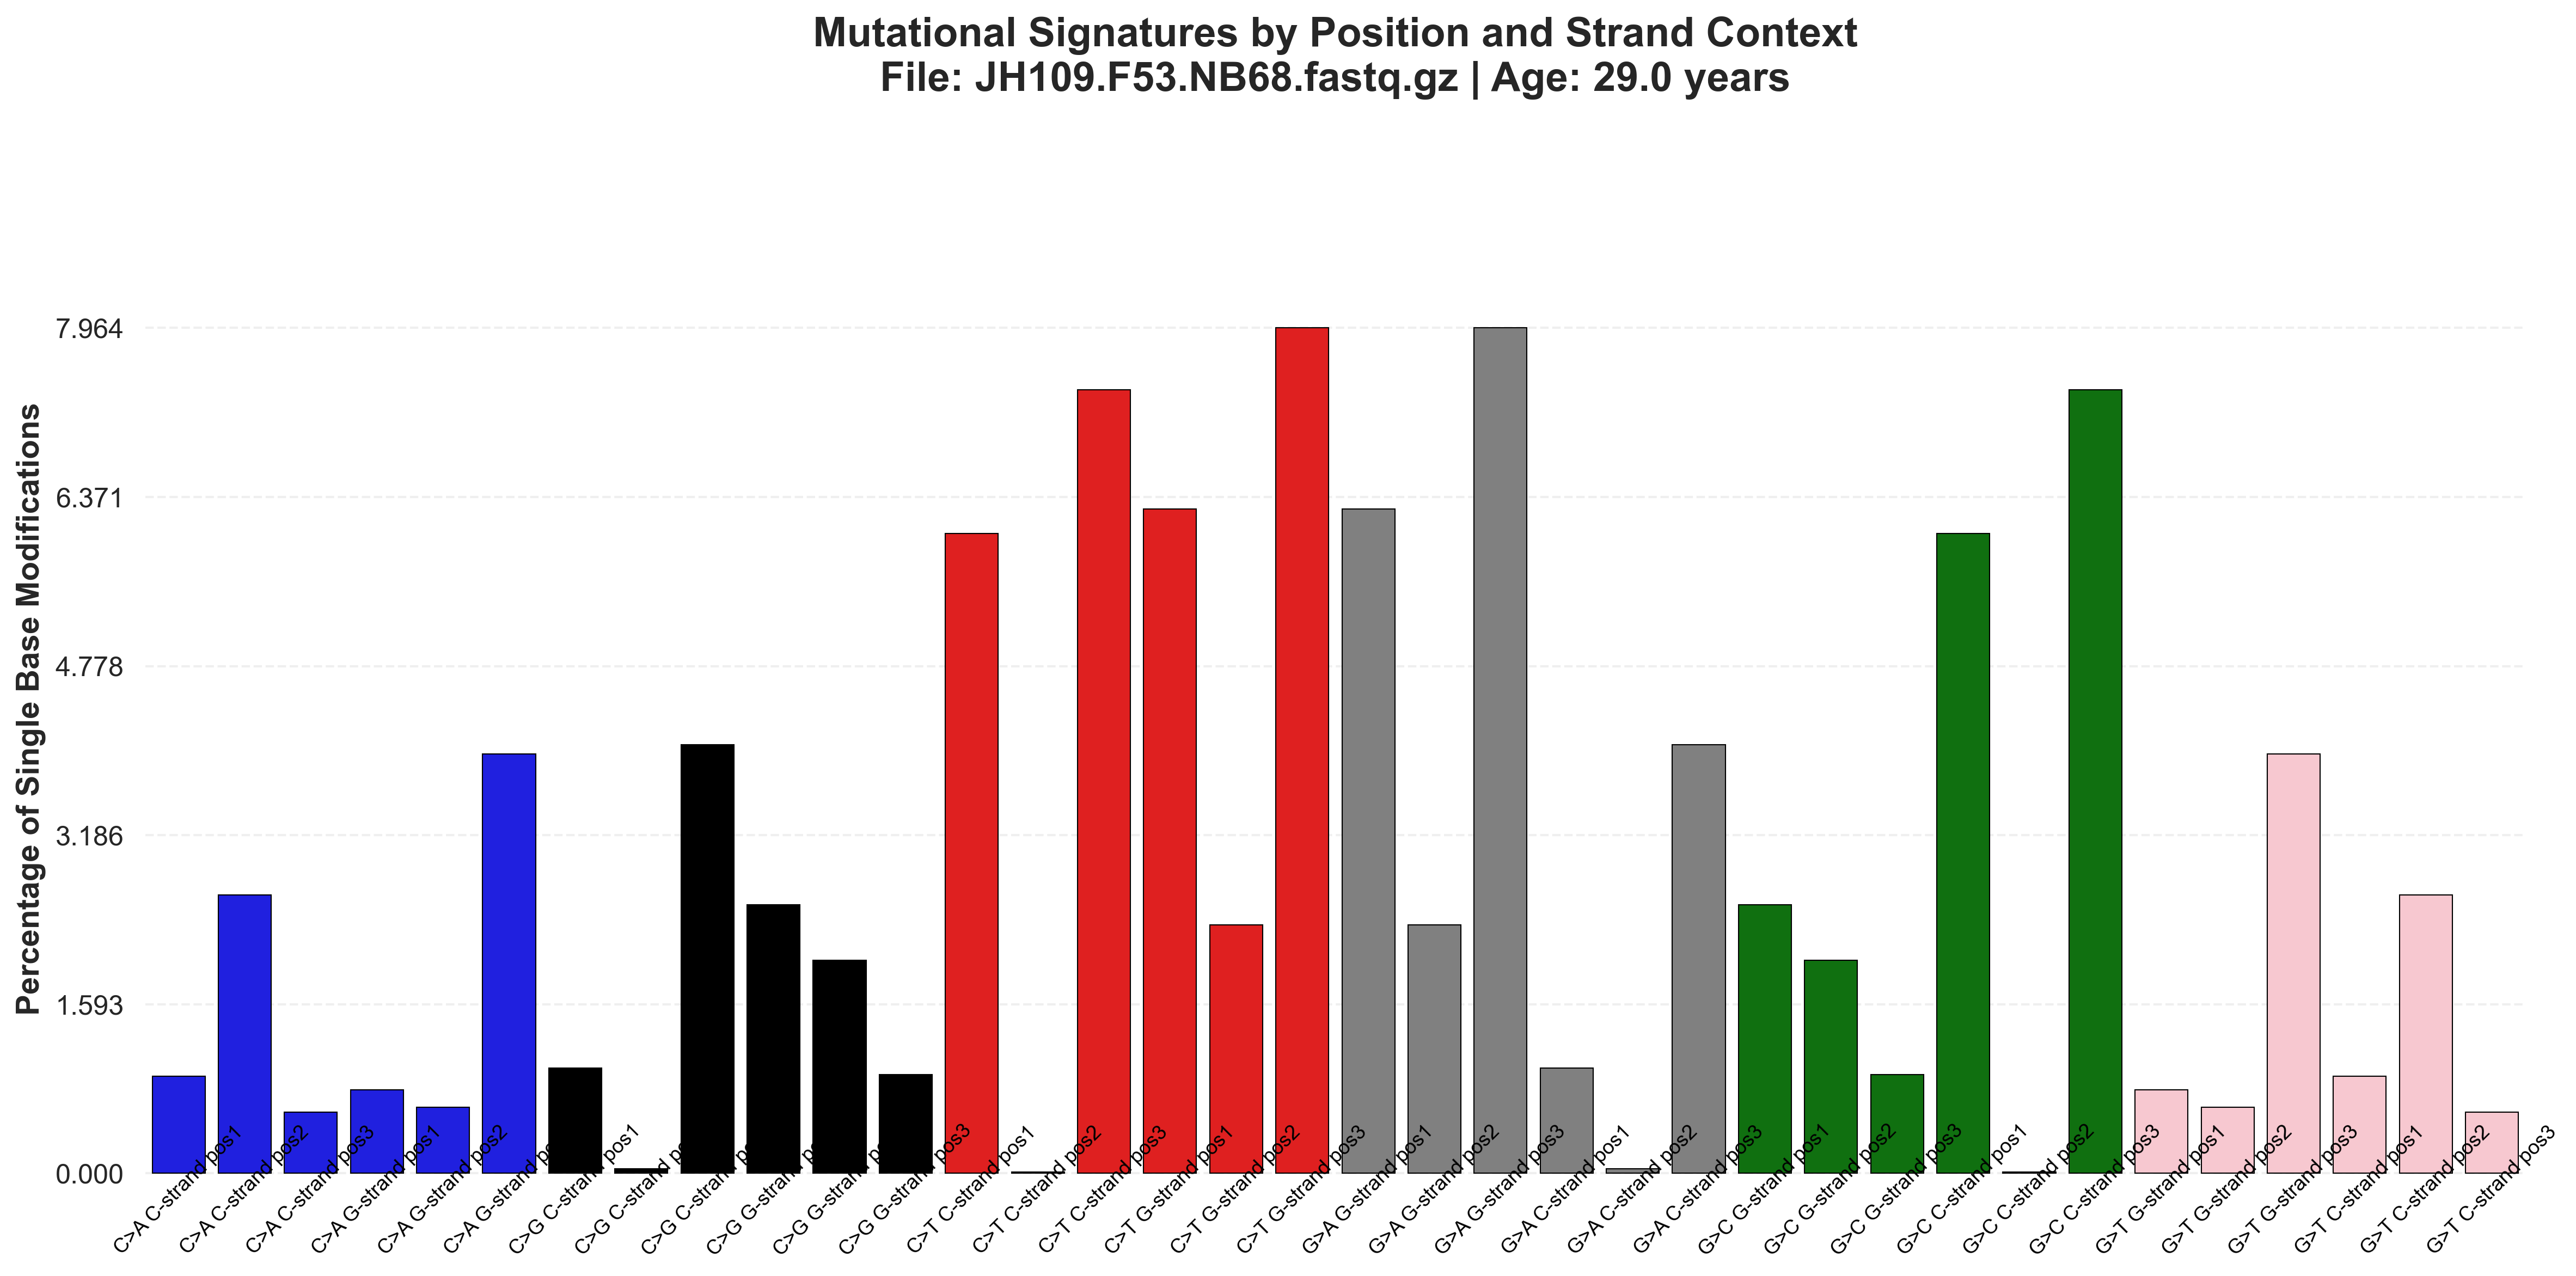 Mutational Signatures by Position and Strand Context
File: JH109.F53.NB68.fastq.gz | Age: 29.0 years
Percentage of Single Base Modifications
7.964
6.371
4.778
3.186
1.593
0.000
C>A C-strand pos1
C>A C-strand pos2
C>A C-strand pos3
C>A G-strand pos1
C>A G-strand pos2
C>A G-strand
C>G C-strand pos1
C>G C-strand
C>G C-strand
C>G G-strand
C>G G-strand
C>G G-strand pos3
C>T C-strand pos1
C>T C-strand pos2
C>T C-strand pos3
C>T G-strand pos1
C>T G-strand pos2
C>T G-strand pos3
G>A G-strand pos1
G>A G-strand pos2
G>A G-strand pos3
G>A C-strand pos1
G>A C-strand pos2
G>A C-strand pos3
G>C G-strand pos1
G>C G-strand pos2
G>C G-strand pos3
G>C C-strand pos1
G>C C-strand pos2
G>C C-strand pos3
G>T G-strand pos1
G>T G-strand pos2
G>T G-strand pos3
G>T C-strand pos1
G>T C-strand pos2
G>T C-strand pos3